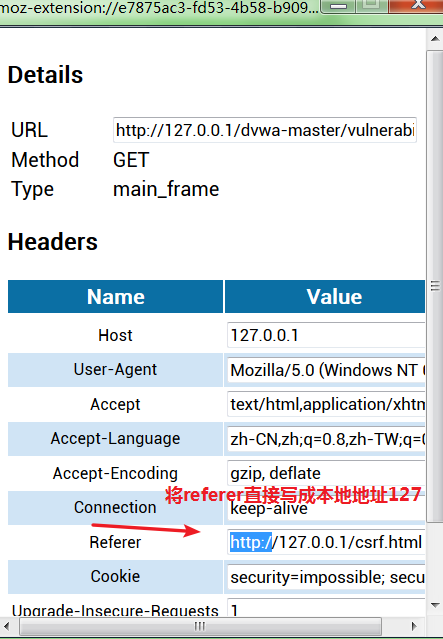 moz-extension://e7875ac3-fd53-4b58-b909...
Details
URL http://127.0.0.1/dvwa-master/vulnerabi
Method GET
Type main_frame
Headers
Name Value
Host 127.0.0.1
User-Agent Mozilla/5.0 (Windows NT 6
Accept text/html,application/xhtm
Accept-Language zh-CN,zh;q=0.8,zh-TW;q=0
Accept-Encoding gzip, deflate
将referer直接写成本地地址127
Connection keep-alive
Referer http://127.0.0.1/csrf.html
Cookie security=impossible; secu
Upgrade-Insecure-Requests 1